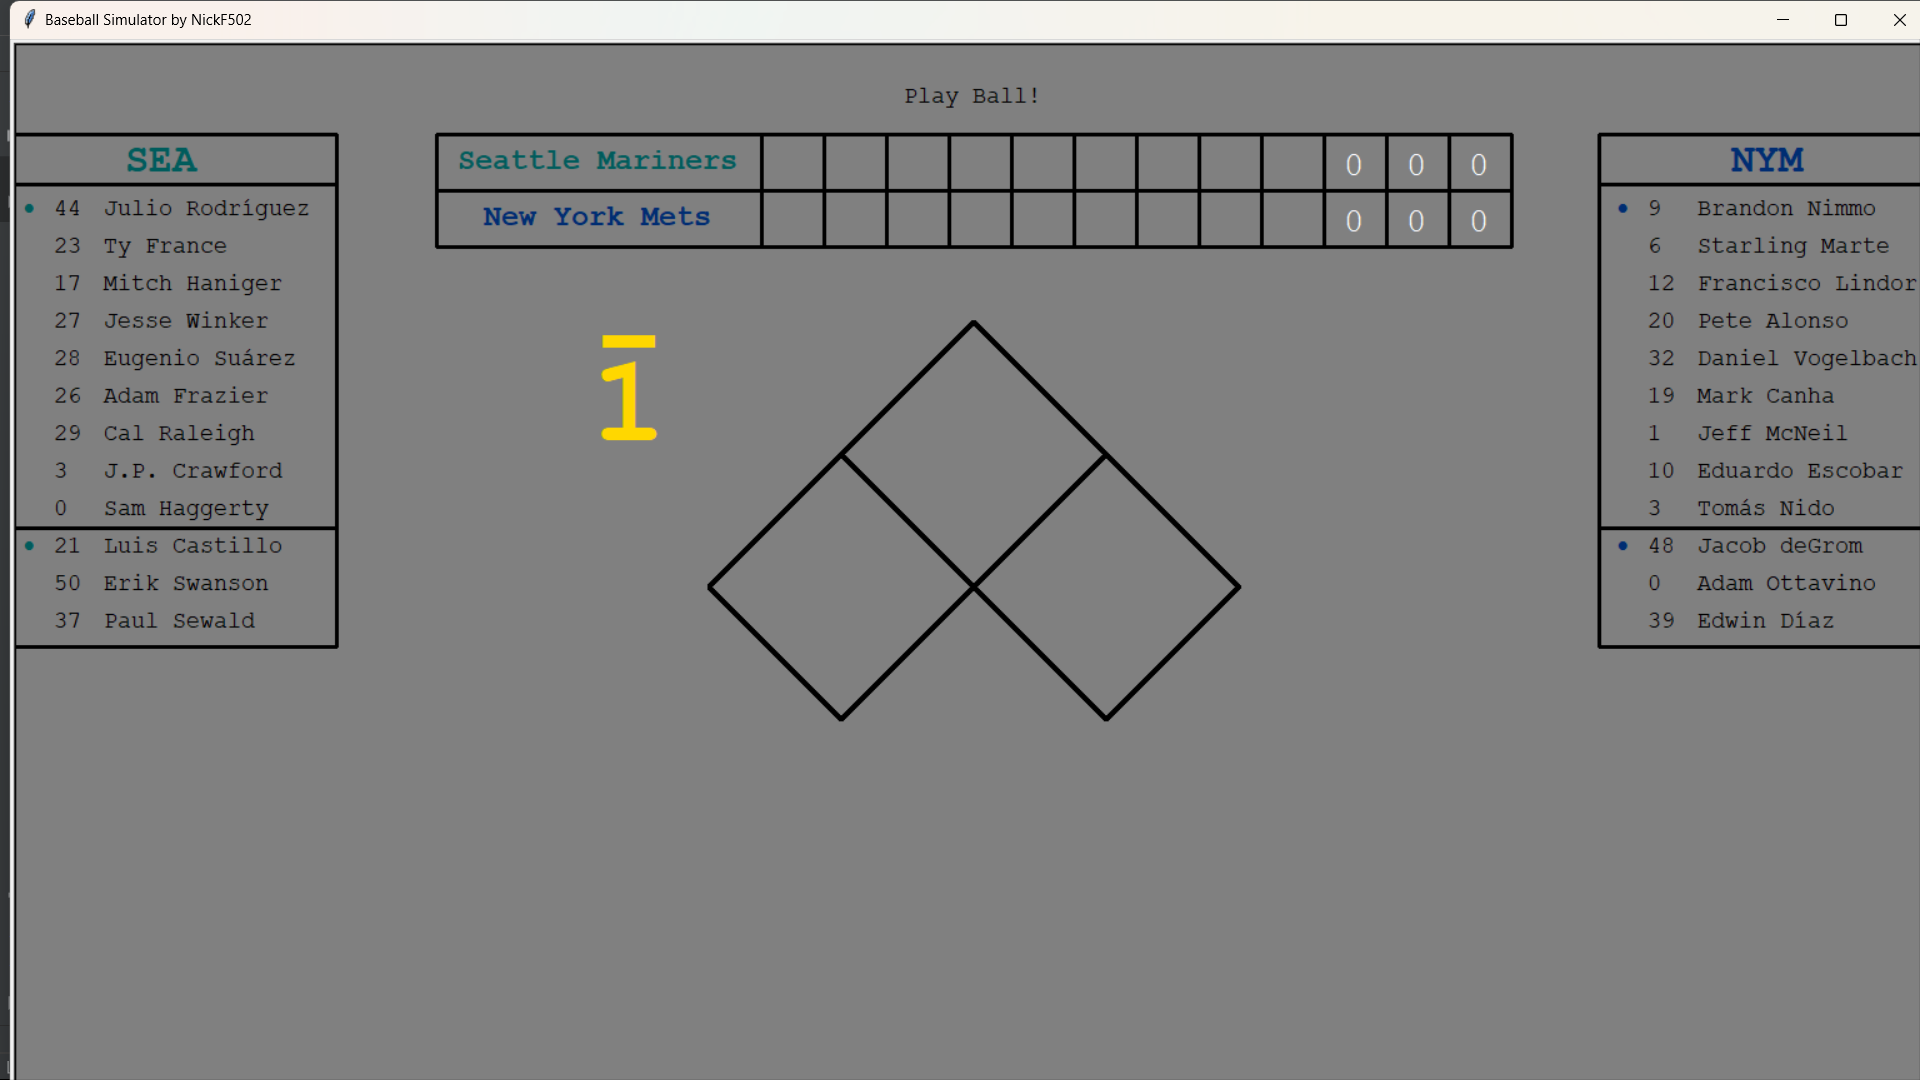 Baseball Simulator by NickF502
Play Ball!
SEA
• 44 Julio Rodríguez
23 Ty France
17 Mitch Haniger
27 Jesse Winker
28 Eugenio Suárez
26 Adam Frazier
29 Cal Raleigh
3 J.P. Crawford
0 Sam Haggerty
• 21 Luis Castillo
50 Erik Swanson
37 Paul Sewald
Seattle Mariners 0 0 0
New York Mets 0 0 0
1
NYM
• 9 Brandon Nimmo
6 Starling Marte
12 Francisco Lindor
20 Pete Alonso
32 Daniel Vogelbach
19 Mark Canha
1 Jeff McNeil
10 Eduardo Escobar
3 Tomás Nido
• 48 Jacob deGrom
0 Adam Ottavino
39 Edwin Díaz